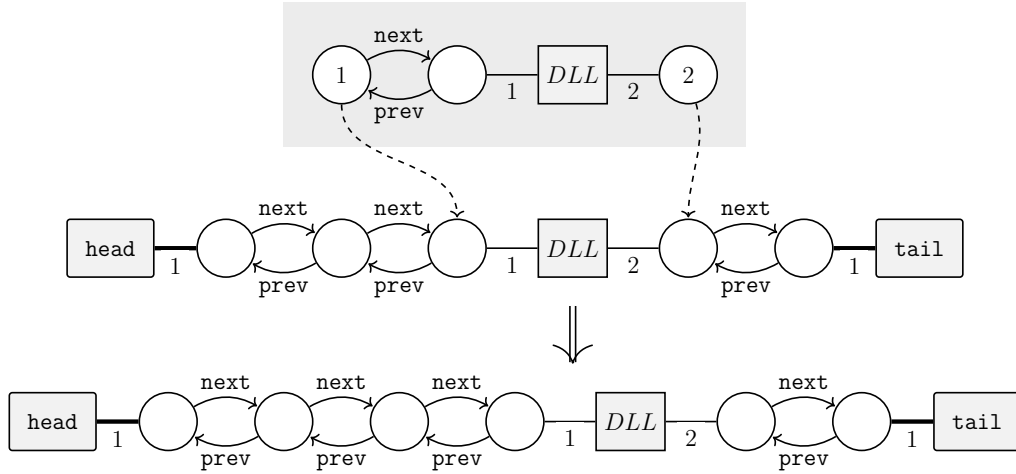 next
1 DLL 2
1 2
prev
next next next
head DLL tail
1 1 2 1
prev prev prev
next next next next
head DLL tail
1 1 2 1
prev prev prev prev